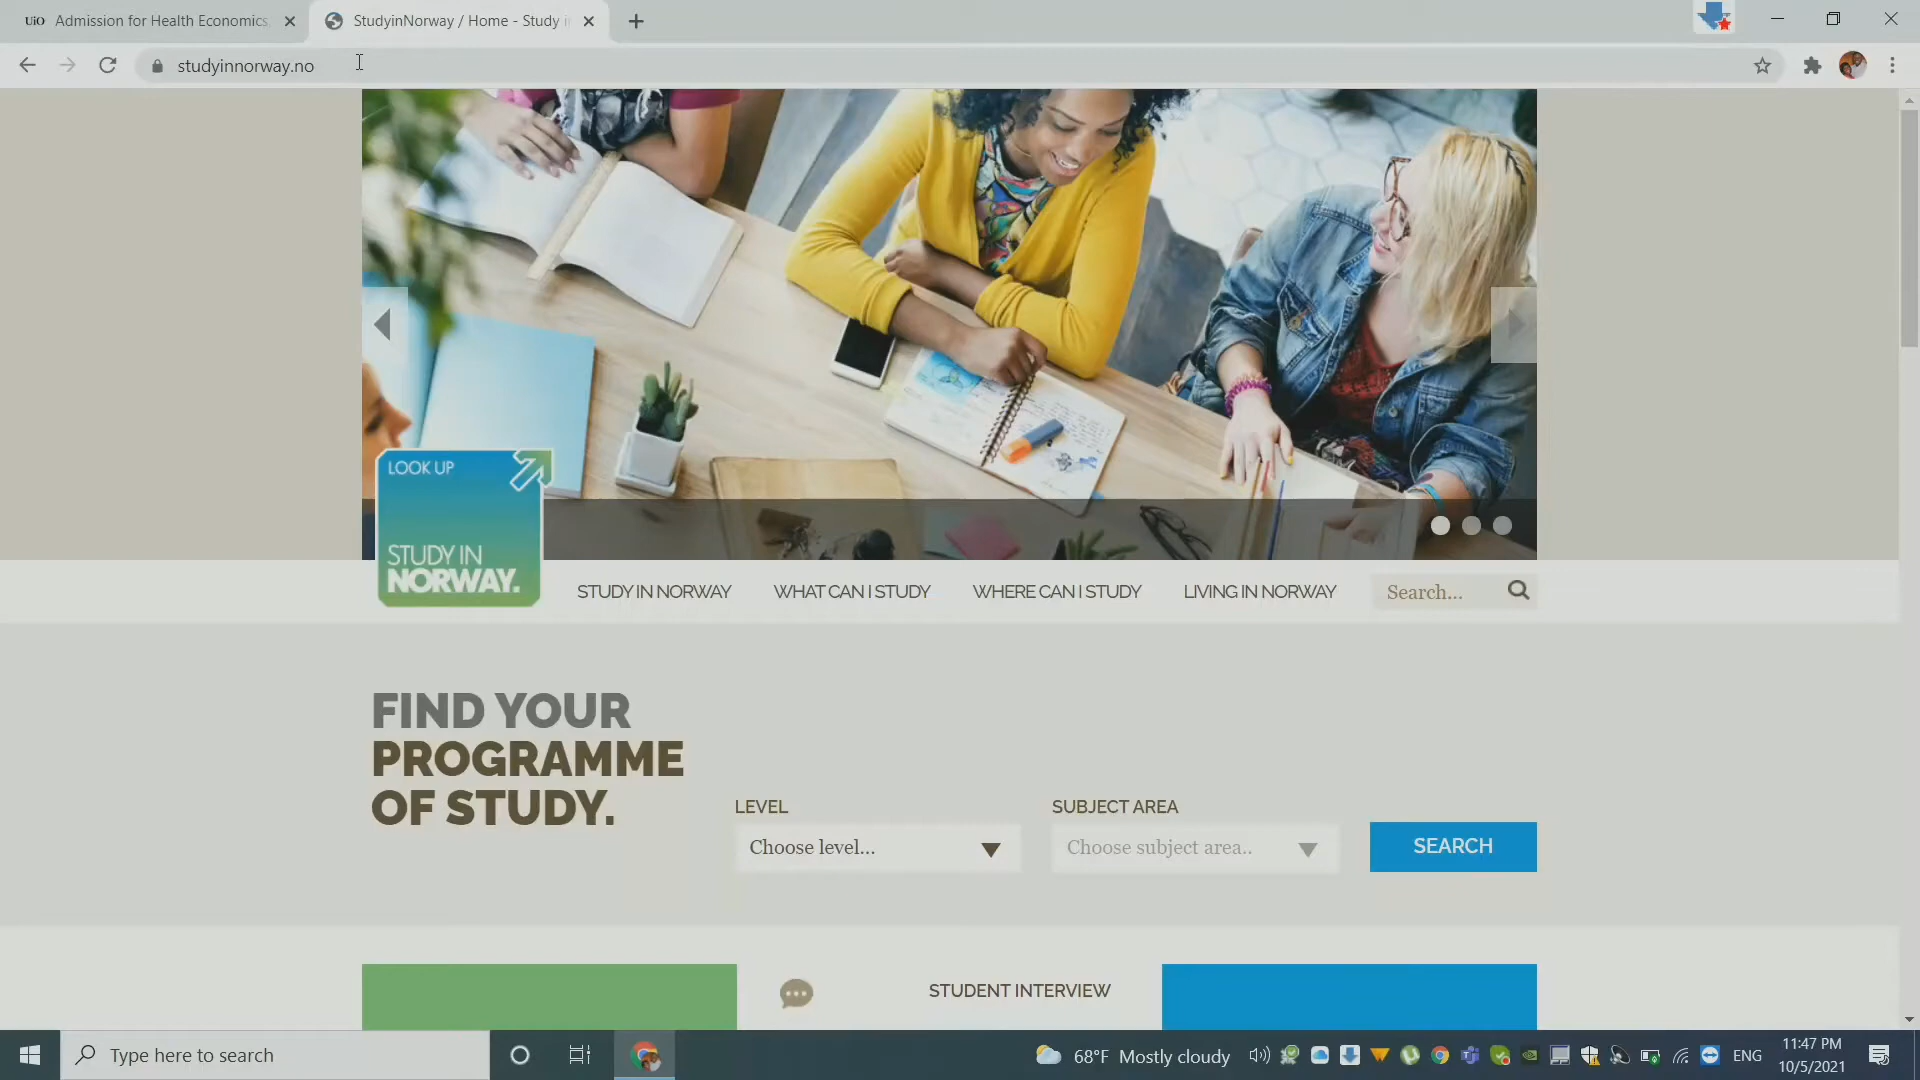 UiO Admission for Health Economics,
StudyinNorway / Home - Study i
studyinnorway.no
LOOK UP
STUDY IN
NORWAY.
STUDY IN NORWAY
WHAT CAN I STUDY
WHERE CAN I STUDY
LIVING IN NORWAY
Search...
FIND YOUR
PROGRAMME
OF STUDY.
LEVEL
SUBJECT AREA
Choose level...
Choose subject area..
SEARCH
STUDENT INTERVIEW
Type here to search
68°F Mostly cloudy
ENG
11:47 PM
10/5/2021